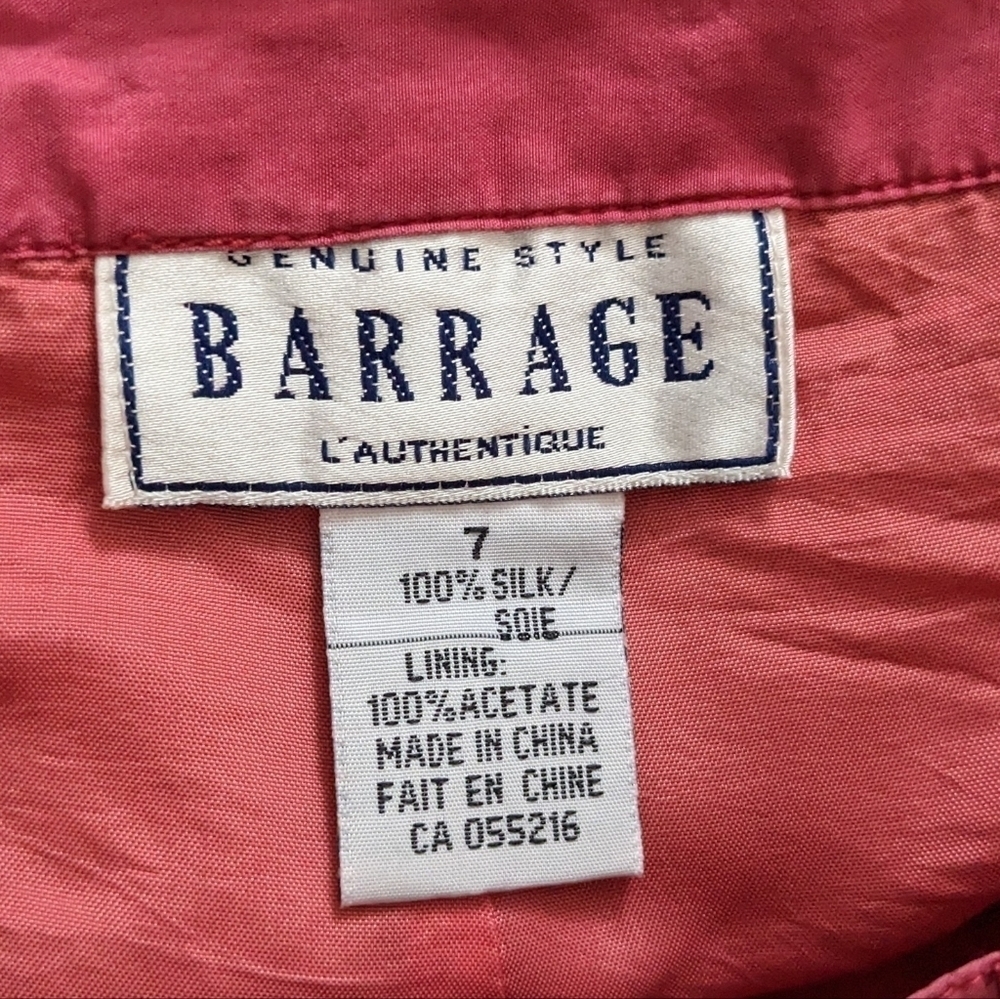 GENUINE STYLE
BARRAGE
L'AUTHENTIQUE
7
100% SILK/
SOIE
LINING:
100% ACETATE
MADE IN CHINA
FAIT EN CHINE
CA 055216